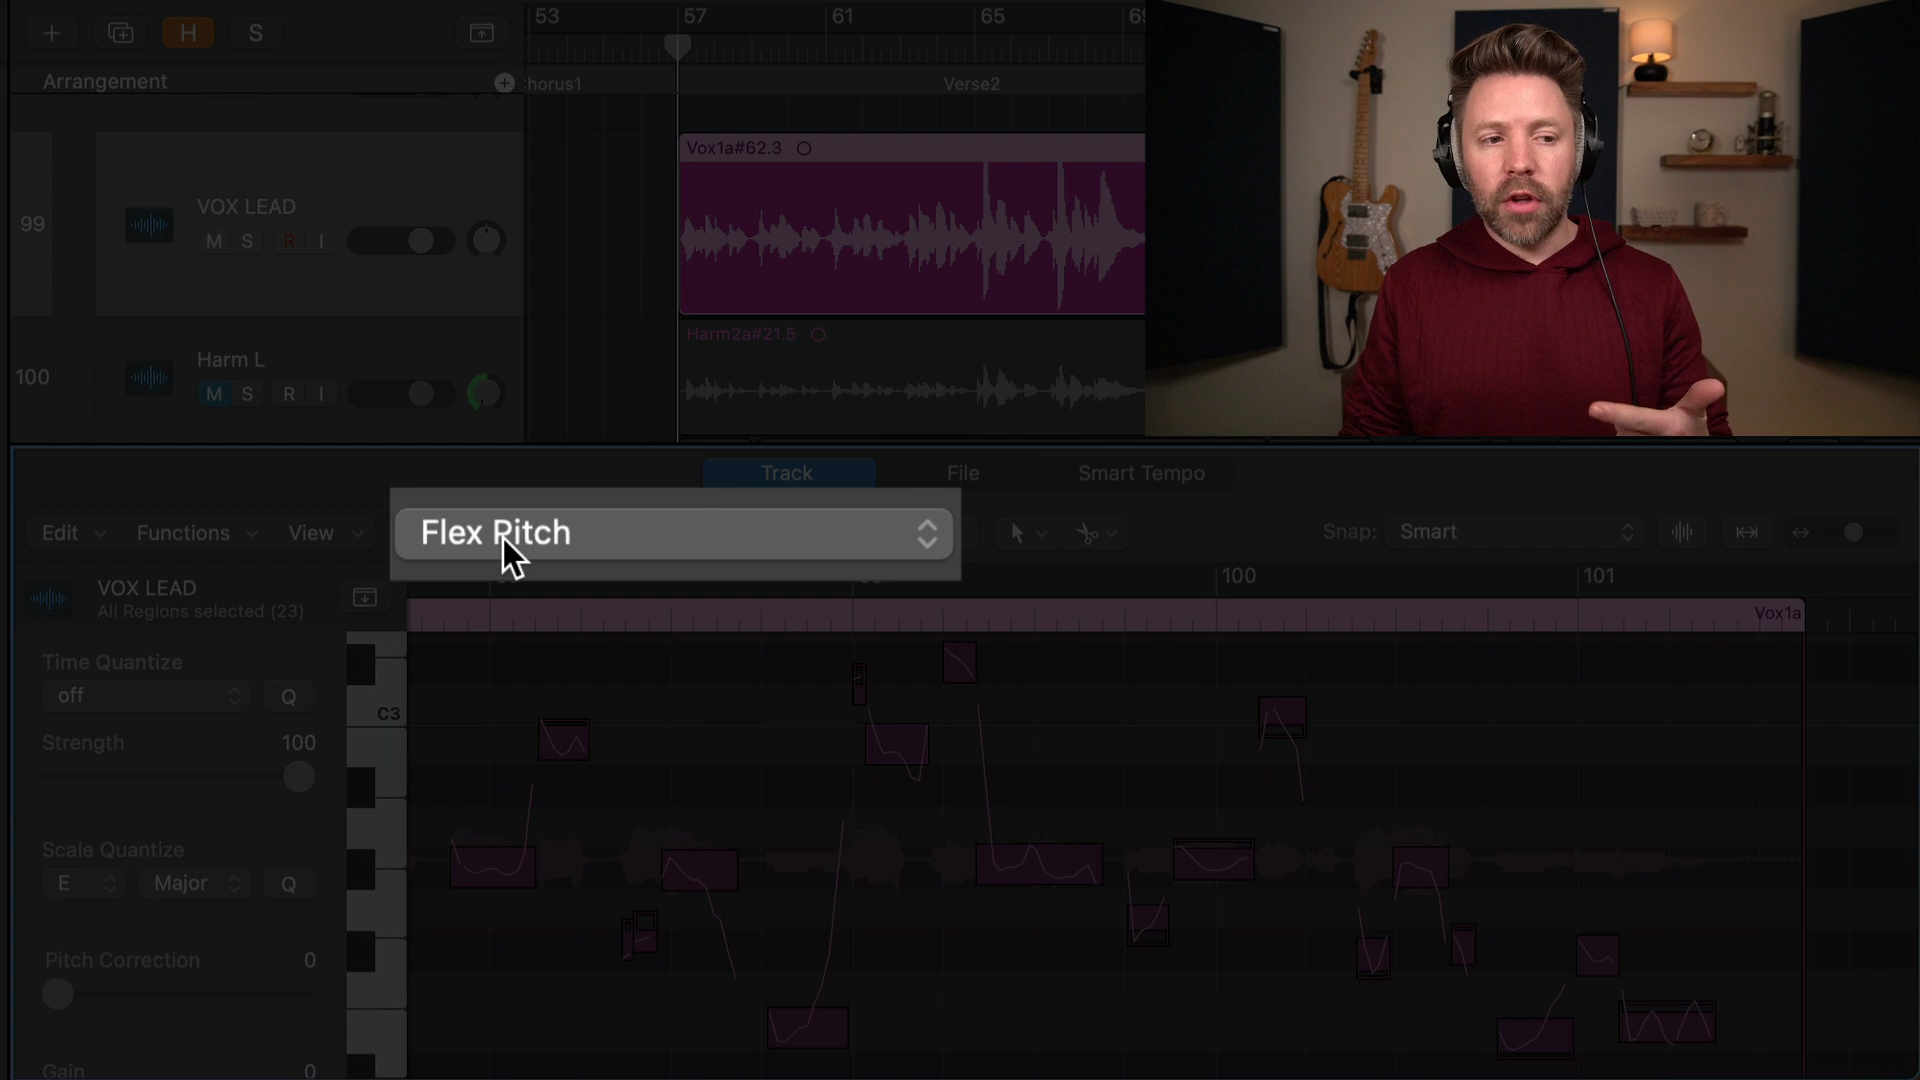 H S
53 57 61 65 69
Arrangement
Chorus1 Verse2
99
VOX LEAD
M S R I
Vox1a#62.3
100
Harm L
M S R I
Harm2a#21.5
Track File Smart Tempo
Edit Functions View
Flex Pitch
Snap: Smart
VOX LEAD
All Regions selected (23)
100 101
Vox1a
Time Quantize
off Q
C3
Strength 100
Scale Quantize
E Major Q
Pitch Correction 0
Gain 0